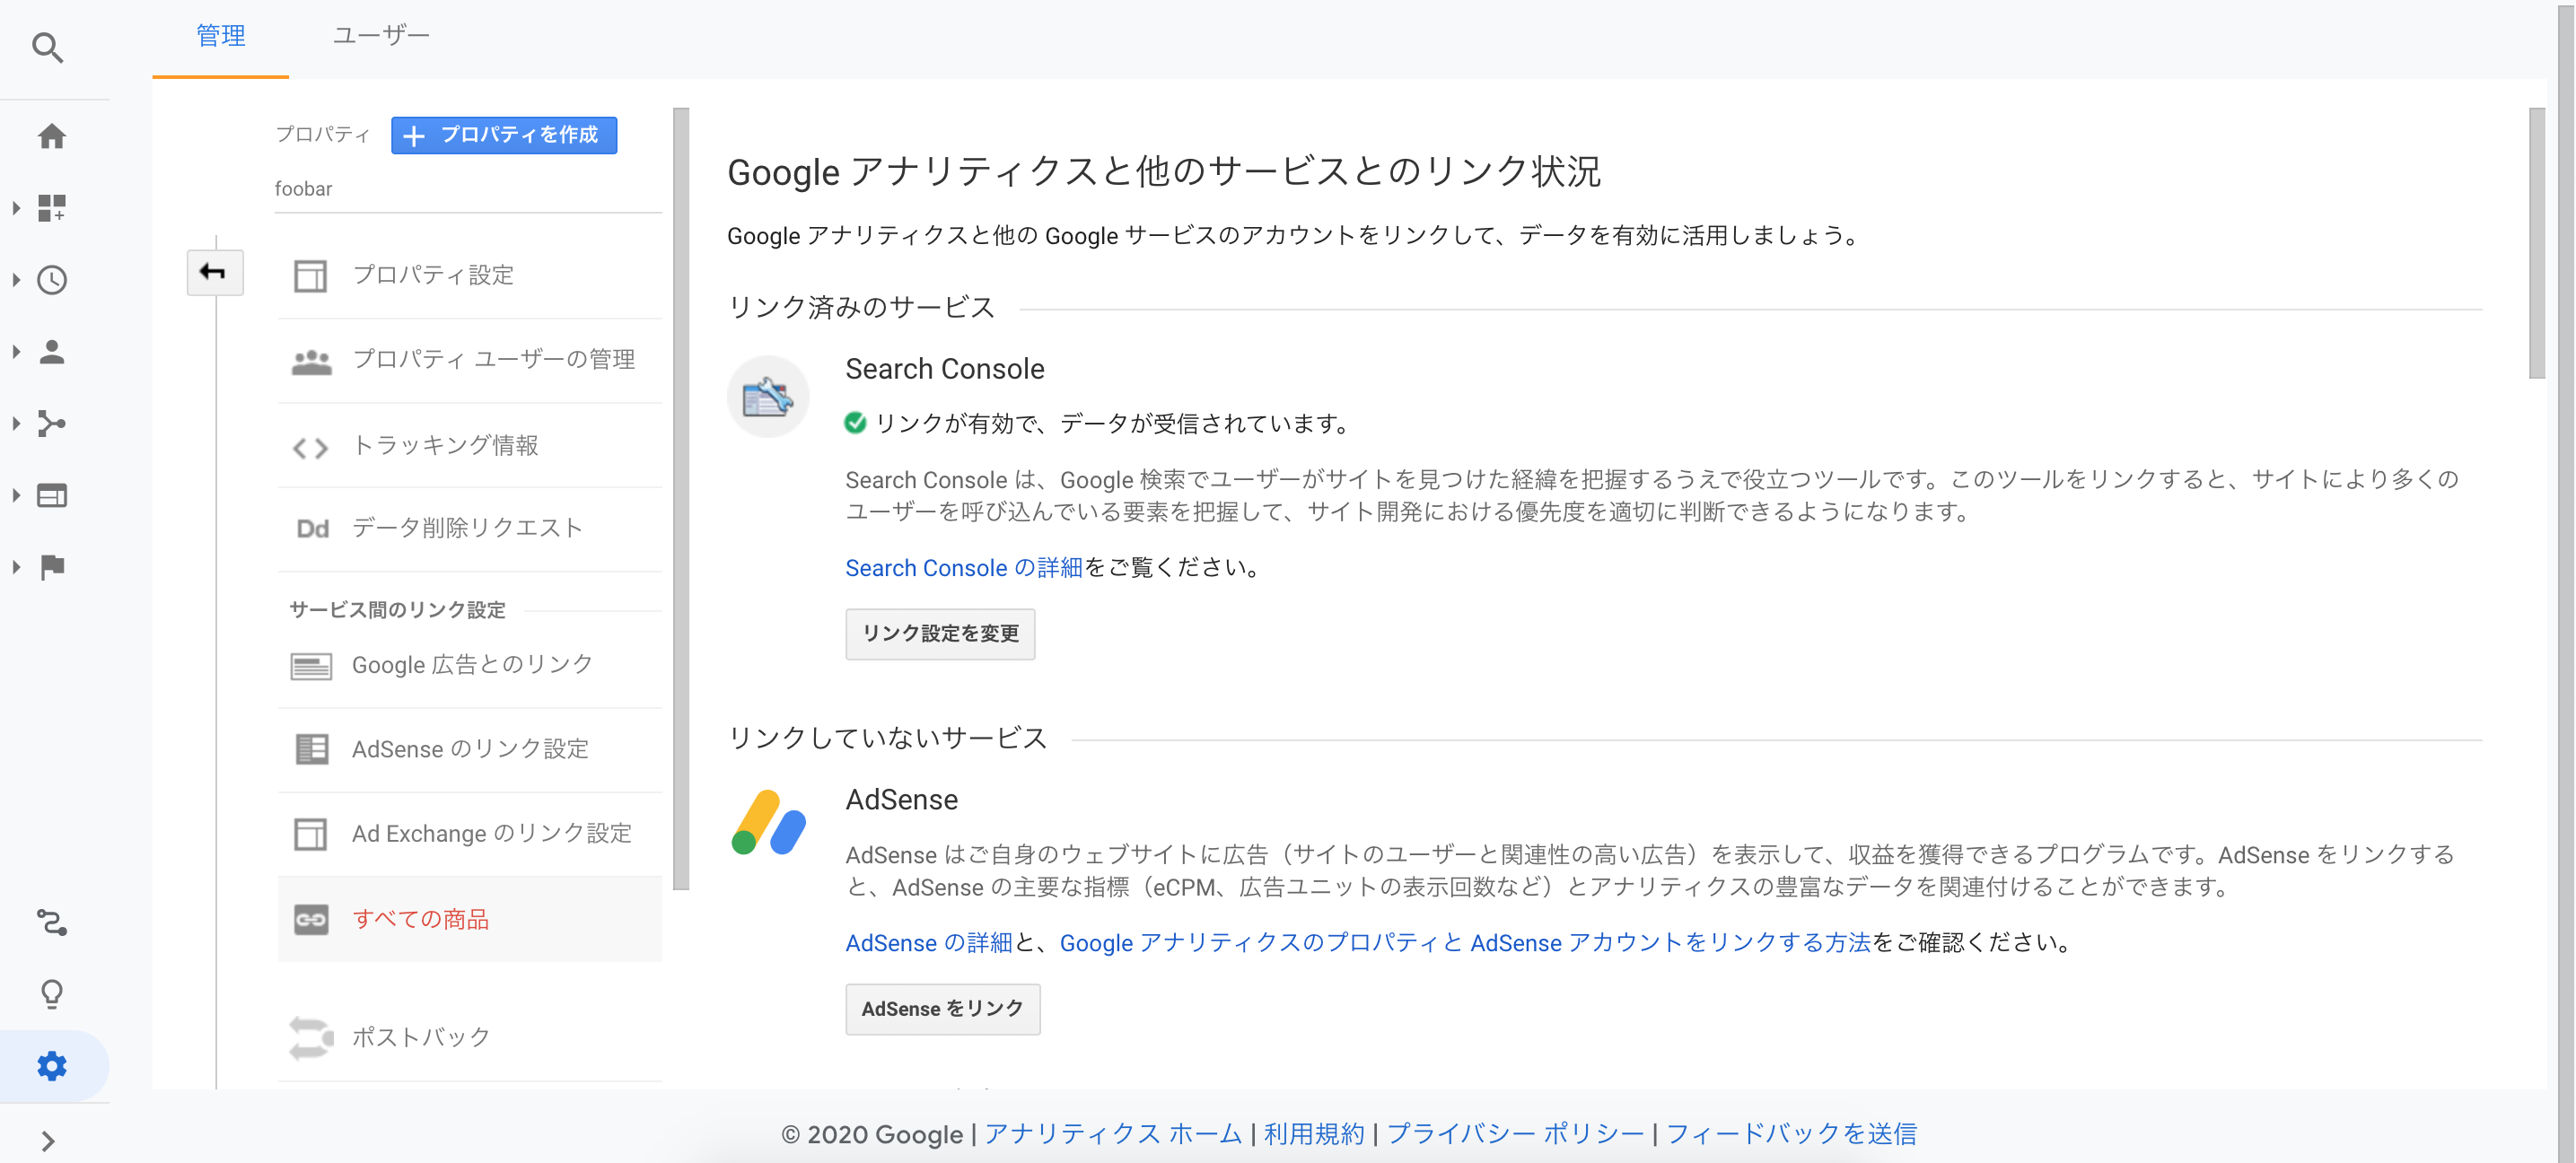 管理
ユーザー
プロパティ
プロパティを作成
foobar
プロパティ設定
プロパティ ユーザーの管理
トラッキング情報
Dd データ削除リクエスト
サービス間のリンク設定
Google 広告とのリンク
AdSense のリンク設定
Ad Exchange のリンク設定
すべての商品
ポストバック
Google アナリティクスと他のサービスとのリンク状況
Google アナリティクスと他の Google サービスのアカウントをリンクして、データを有効に活用しましょう。
リンク済みのサービス
Search Console
リンクが有効で、データが受信されています。
Search Console は、Google 検索でユーザーがサイトを見つけた経緯を把握するうえで役立つツールです。このツールをリンクすると、サイトにより多くの
ユーザーを呼び込んでいる要素を把握して、サイト開発における優先度を適切に判断できるようになります。
Search Console の詳細をご覧ください。
リンク設定を変更
リンクしていないサービス
AdSense
AdSense はご自身のウェブサイトに広告（サイトのユーザーと関連性の高い広告）を表示して、収益を獲得できるプログラムです。AdSense をリンクする
と、AdSense の主要な指標（eCPM、広告ユニットの表示回数など）とアナリティクスの豊富なデータを関連付けることができます。
AdSense の詳細と、Google アナリティクスのプロパティと AdSense アカウントをリンクする方法をご確認ください。
AdSense をリンク
© 2020 Google | アナリティクス ホーム | 利用規約 | プライバシー ポリシー | フィードバックを送信